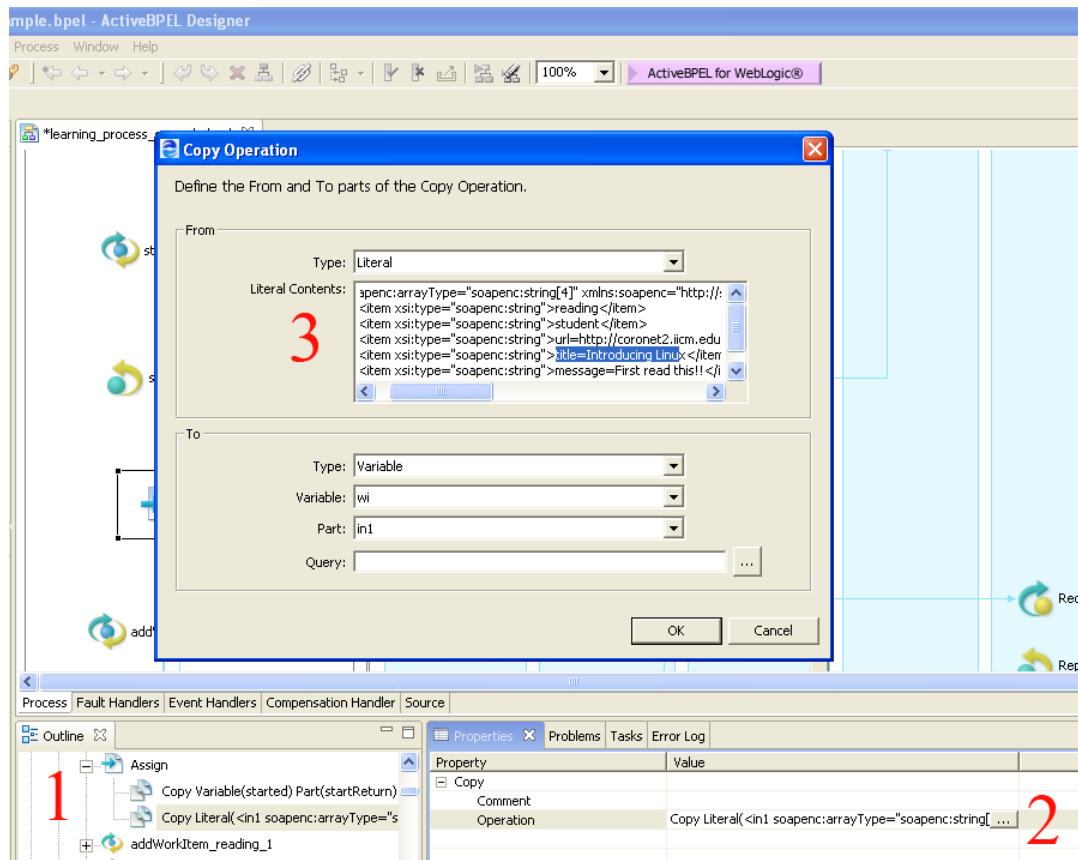 ample.bpel - ActiveBPEL Designer
Process Window Help
100% ActiveBPEL for WebLogic®
*learning_process_
Copy Operation
Define the From and To parts of the Copy Operation.
From
Type: Literal
Literal Contents:
apenc:arrayType="soapenc:string[4]" xmlns:soapenc="http://s
<item xsi:type="soapenc:string">reading</item>
<item xsi:type="soapenc:string">student</item>
<item xsi:type="soapenc:string">url=http://coronet2.iicm.edu
<item xsi:type="soapenc:string">title=Introducing Linux</item
<item xsi:type="soapenc:string">message=First read this!!</i
3
To
Type: Variable
Variable: wi
Part: in1
Query: ...
OK Cancel
st
s
add
Rec
Rep
Process Fault Handlers Event Handlers Compensation Handler Source
Outline
Assign
Copy Variable(started) Part(startReturn)
Copy Literal(<in1 soapenc:arrayType="s
addWorkItem_reading_1
1
Properties Problems Tasks Error Log
Property Value
Copy
Comment
Operation Copy Literal(<in1 soapenc:arrayType="soapenc:string[ ...
2